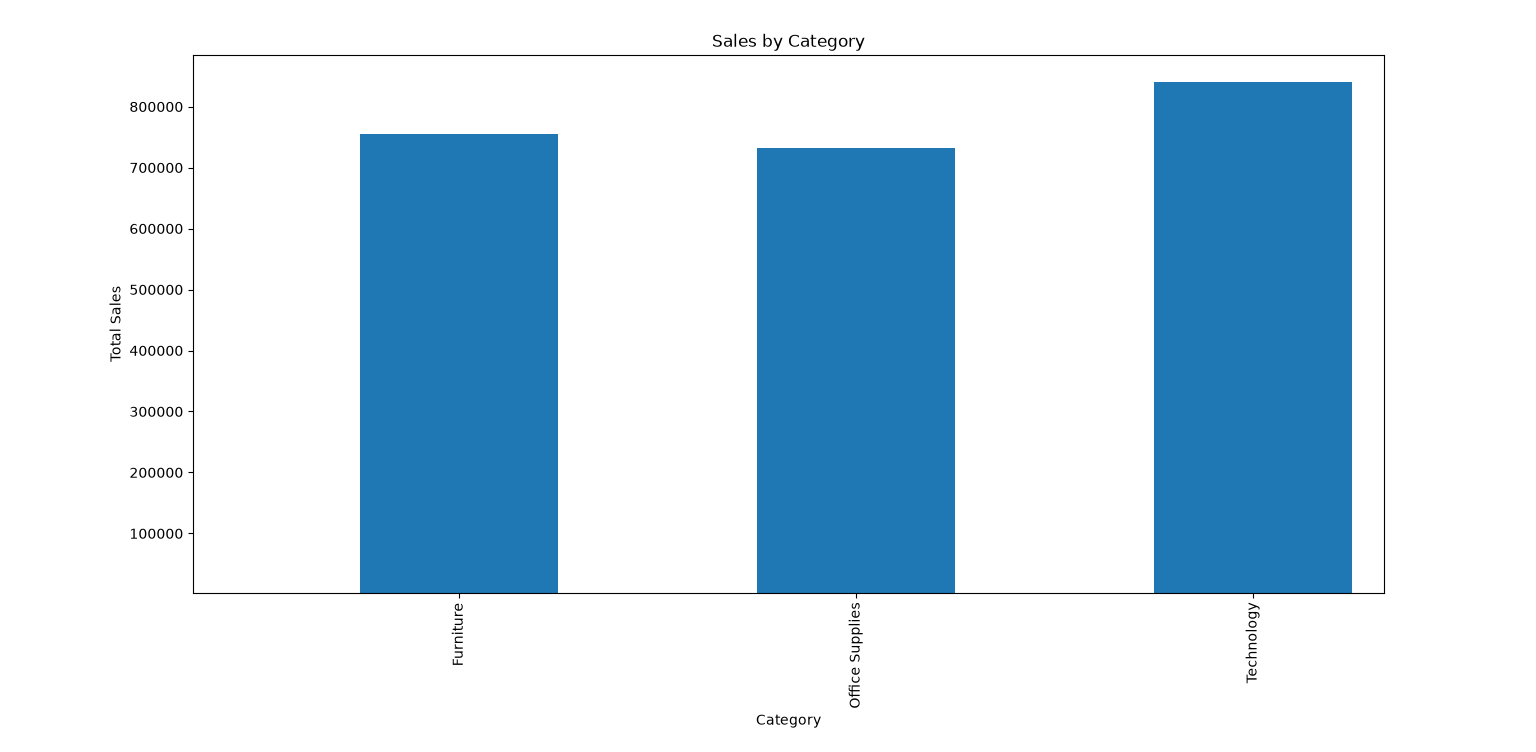 Sales by Category
Total Sales
800000
700000
600000
500000
400000
300000
200000
100000
Furniture
Office Supplies
Technology
Category